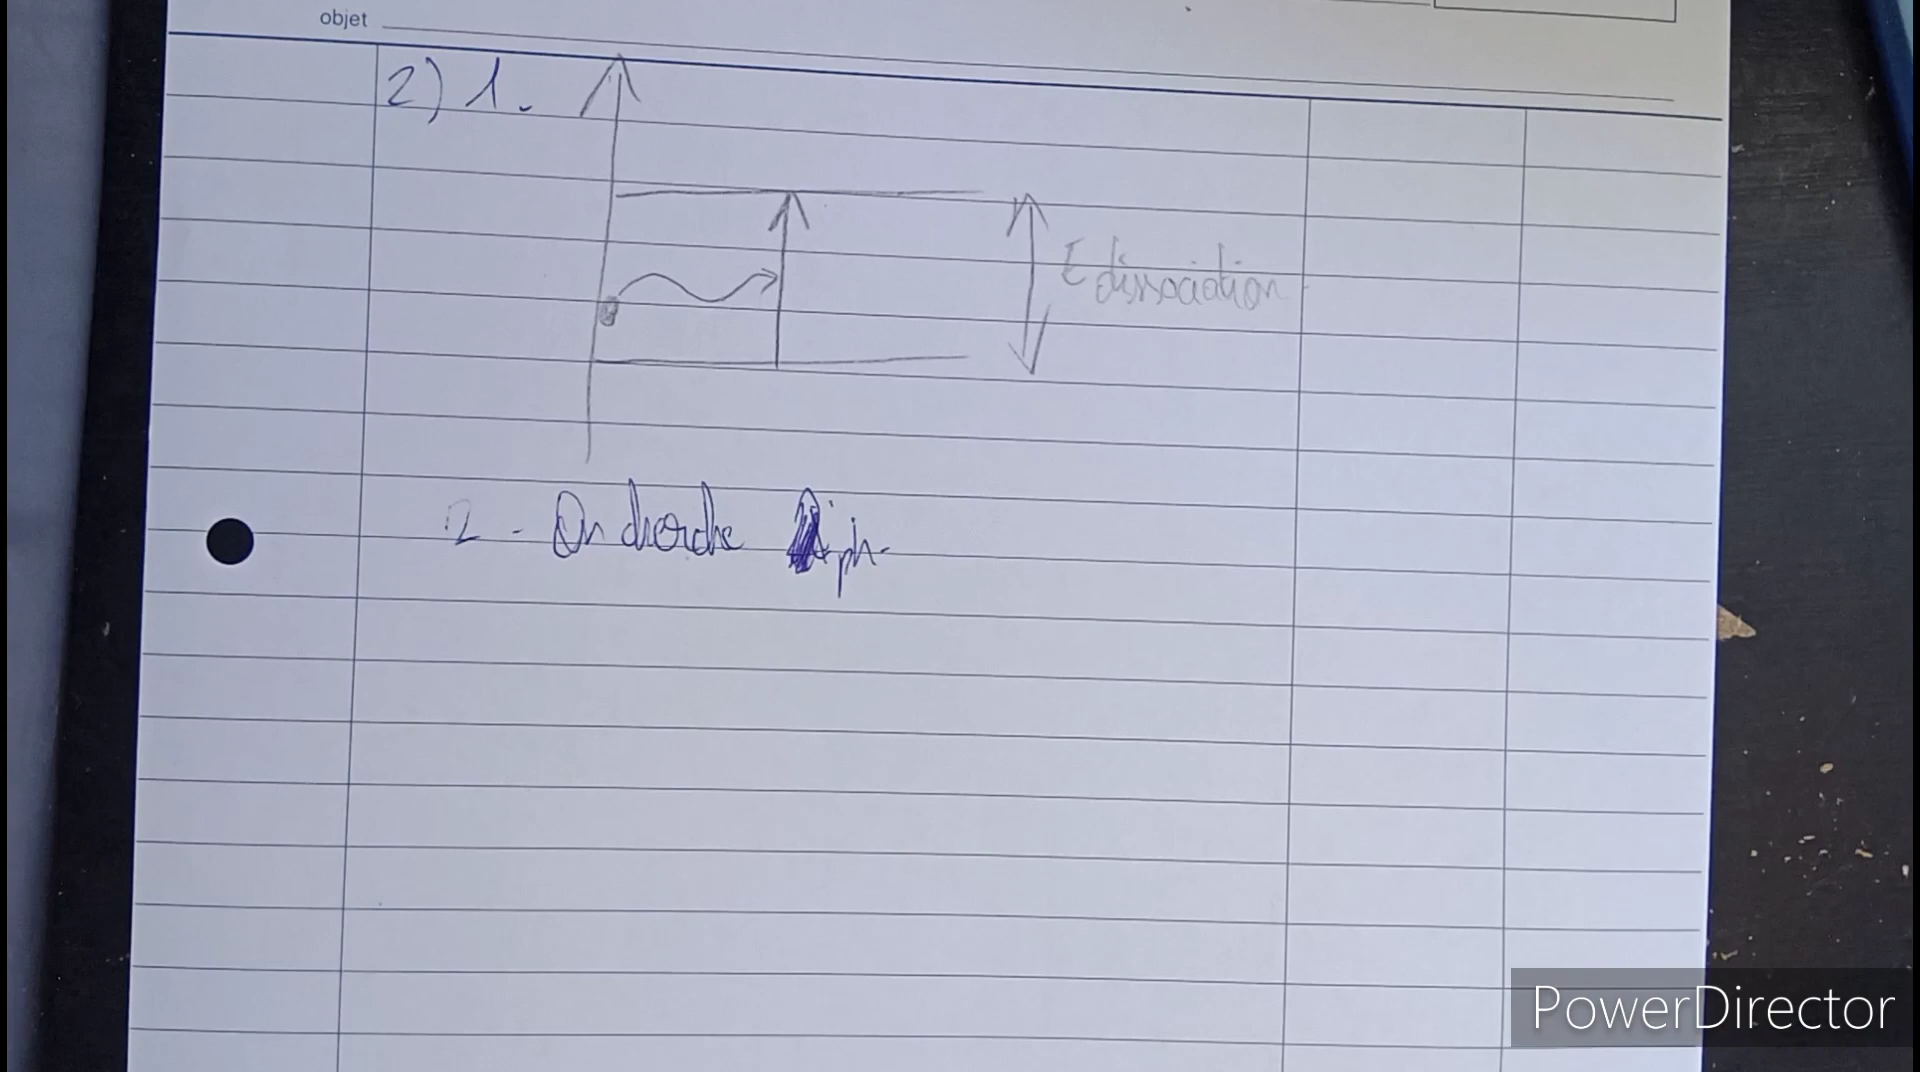 objet
2) 1.
E dissociation
2 - On cherche
PowerDirector